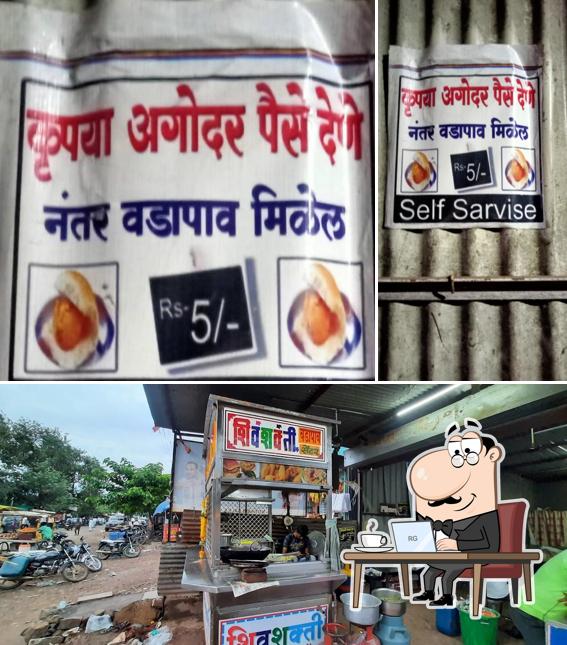 कृपया अगोदर पैसे देणे
नंतर वडापाव मिळेल
Rs- 5/-
कृपया अगोदर पैसे देणे
नंतर वडापाव मिळेल
Rs- 5/-
Self Sarvise
शिवशक्ती
वडापाव
RG
शिवशक्ती